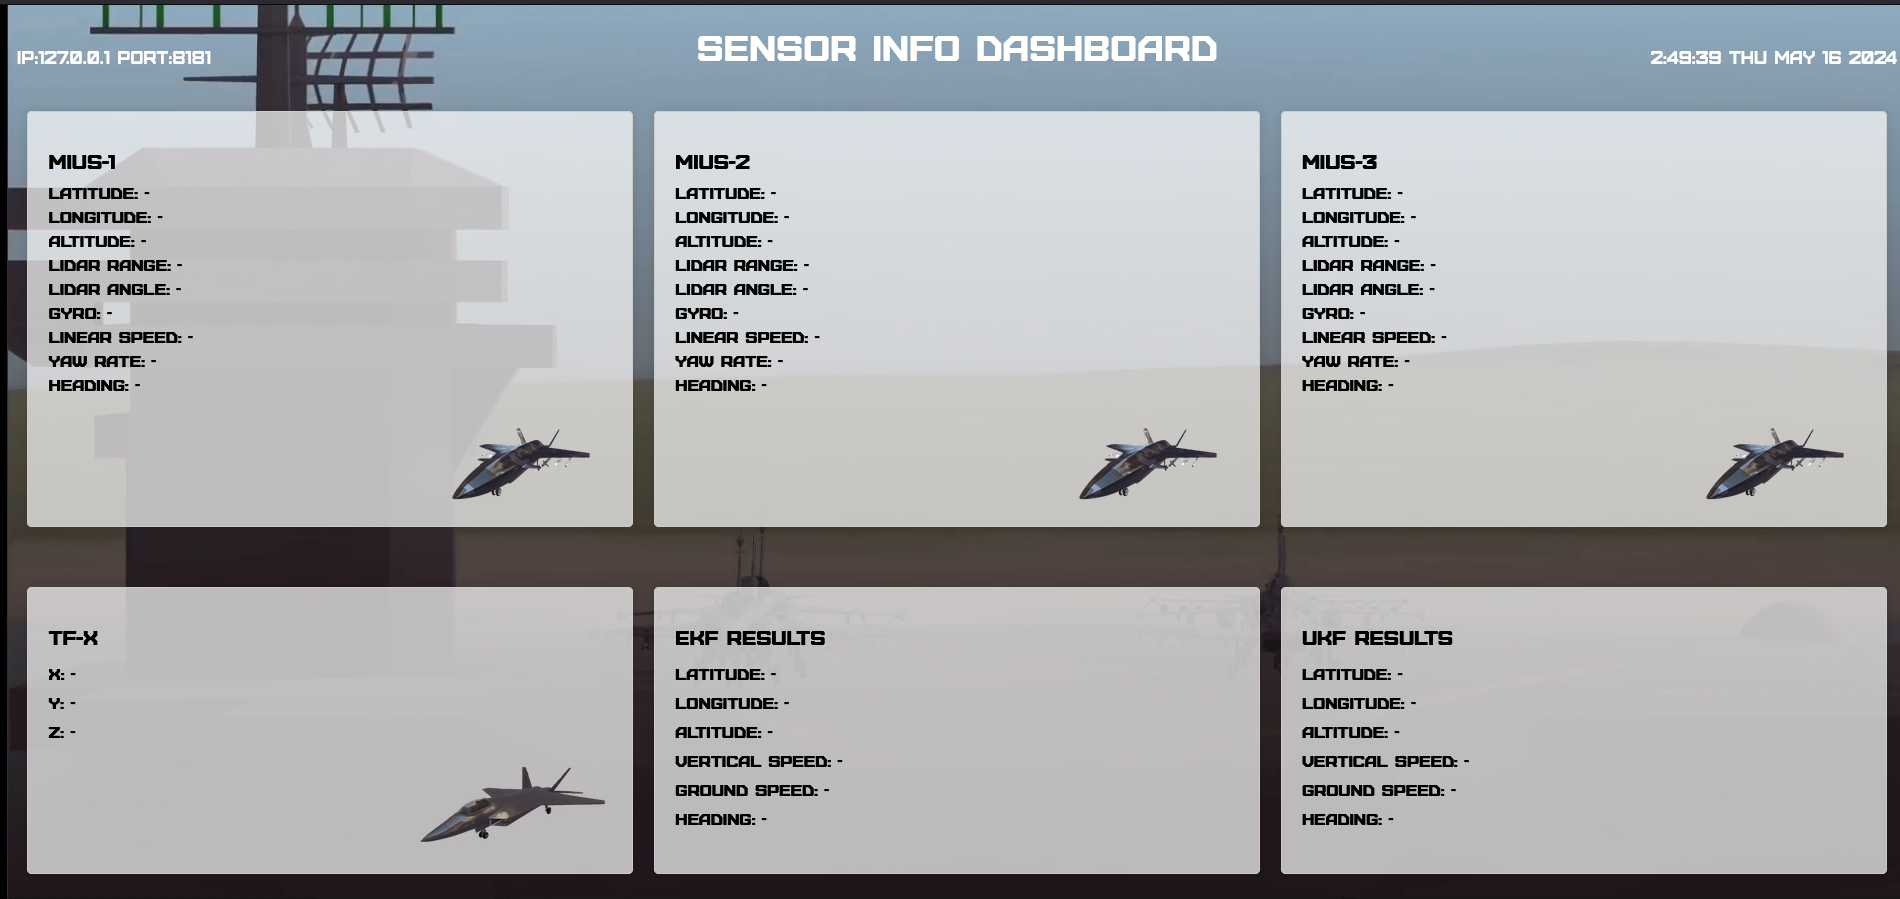 IP:127.0.0.1 PORT:8181
SENSOR INFO DASHBOARD
2:49:39 THU MAY 16 2024
MIUS-1
LATITUDE: -
LONGITUDE: -
ALTITUDE: -
LIDAR RANGE: -
LIDAR ANGLE: -
GYRO: -
LINEAR SPEED: -
YAW RATE: -
HEADING: -
MIUS-2
LATITUDE: -
LONGITUDE: -
ALTITUDE: -
LIDAR RANGE: -
LIDAR ANGLE: -
GYRO: -
LINEAR SPEED: -
YAW RATE: -
HEADING: -
MIUS-3
LATITUDE: -
LONGITUDE: -
ALTITUDE: -
LIDAR RANGE: -
LIDAR ANGLE: -
GYRO: -
LINEAR SPEED: -
YAW RATE: -
HEADING: -
TF-X
X: -
Y: -
Z: -
EKF RESULTS
LATITUDE: -
LONGITUDE: -
ALTITUDE: -
VERTICAL SPEED: -
GROUND SPEED: -
HEADING: -
UKF RESULTS
LATITUDE: -
LONGITUDE: -
ALTITUDE: -
VERTICAL SPEED: -
GROUND SPEED: -
HEADING: -